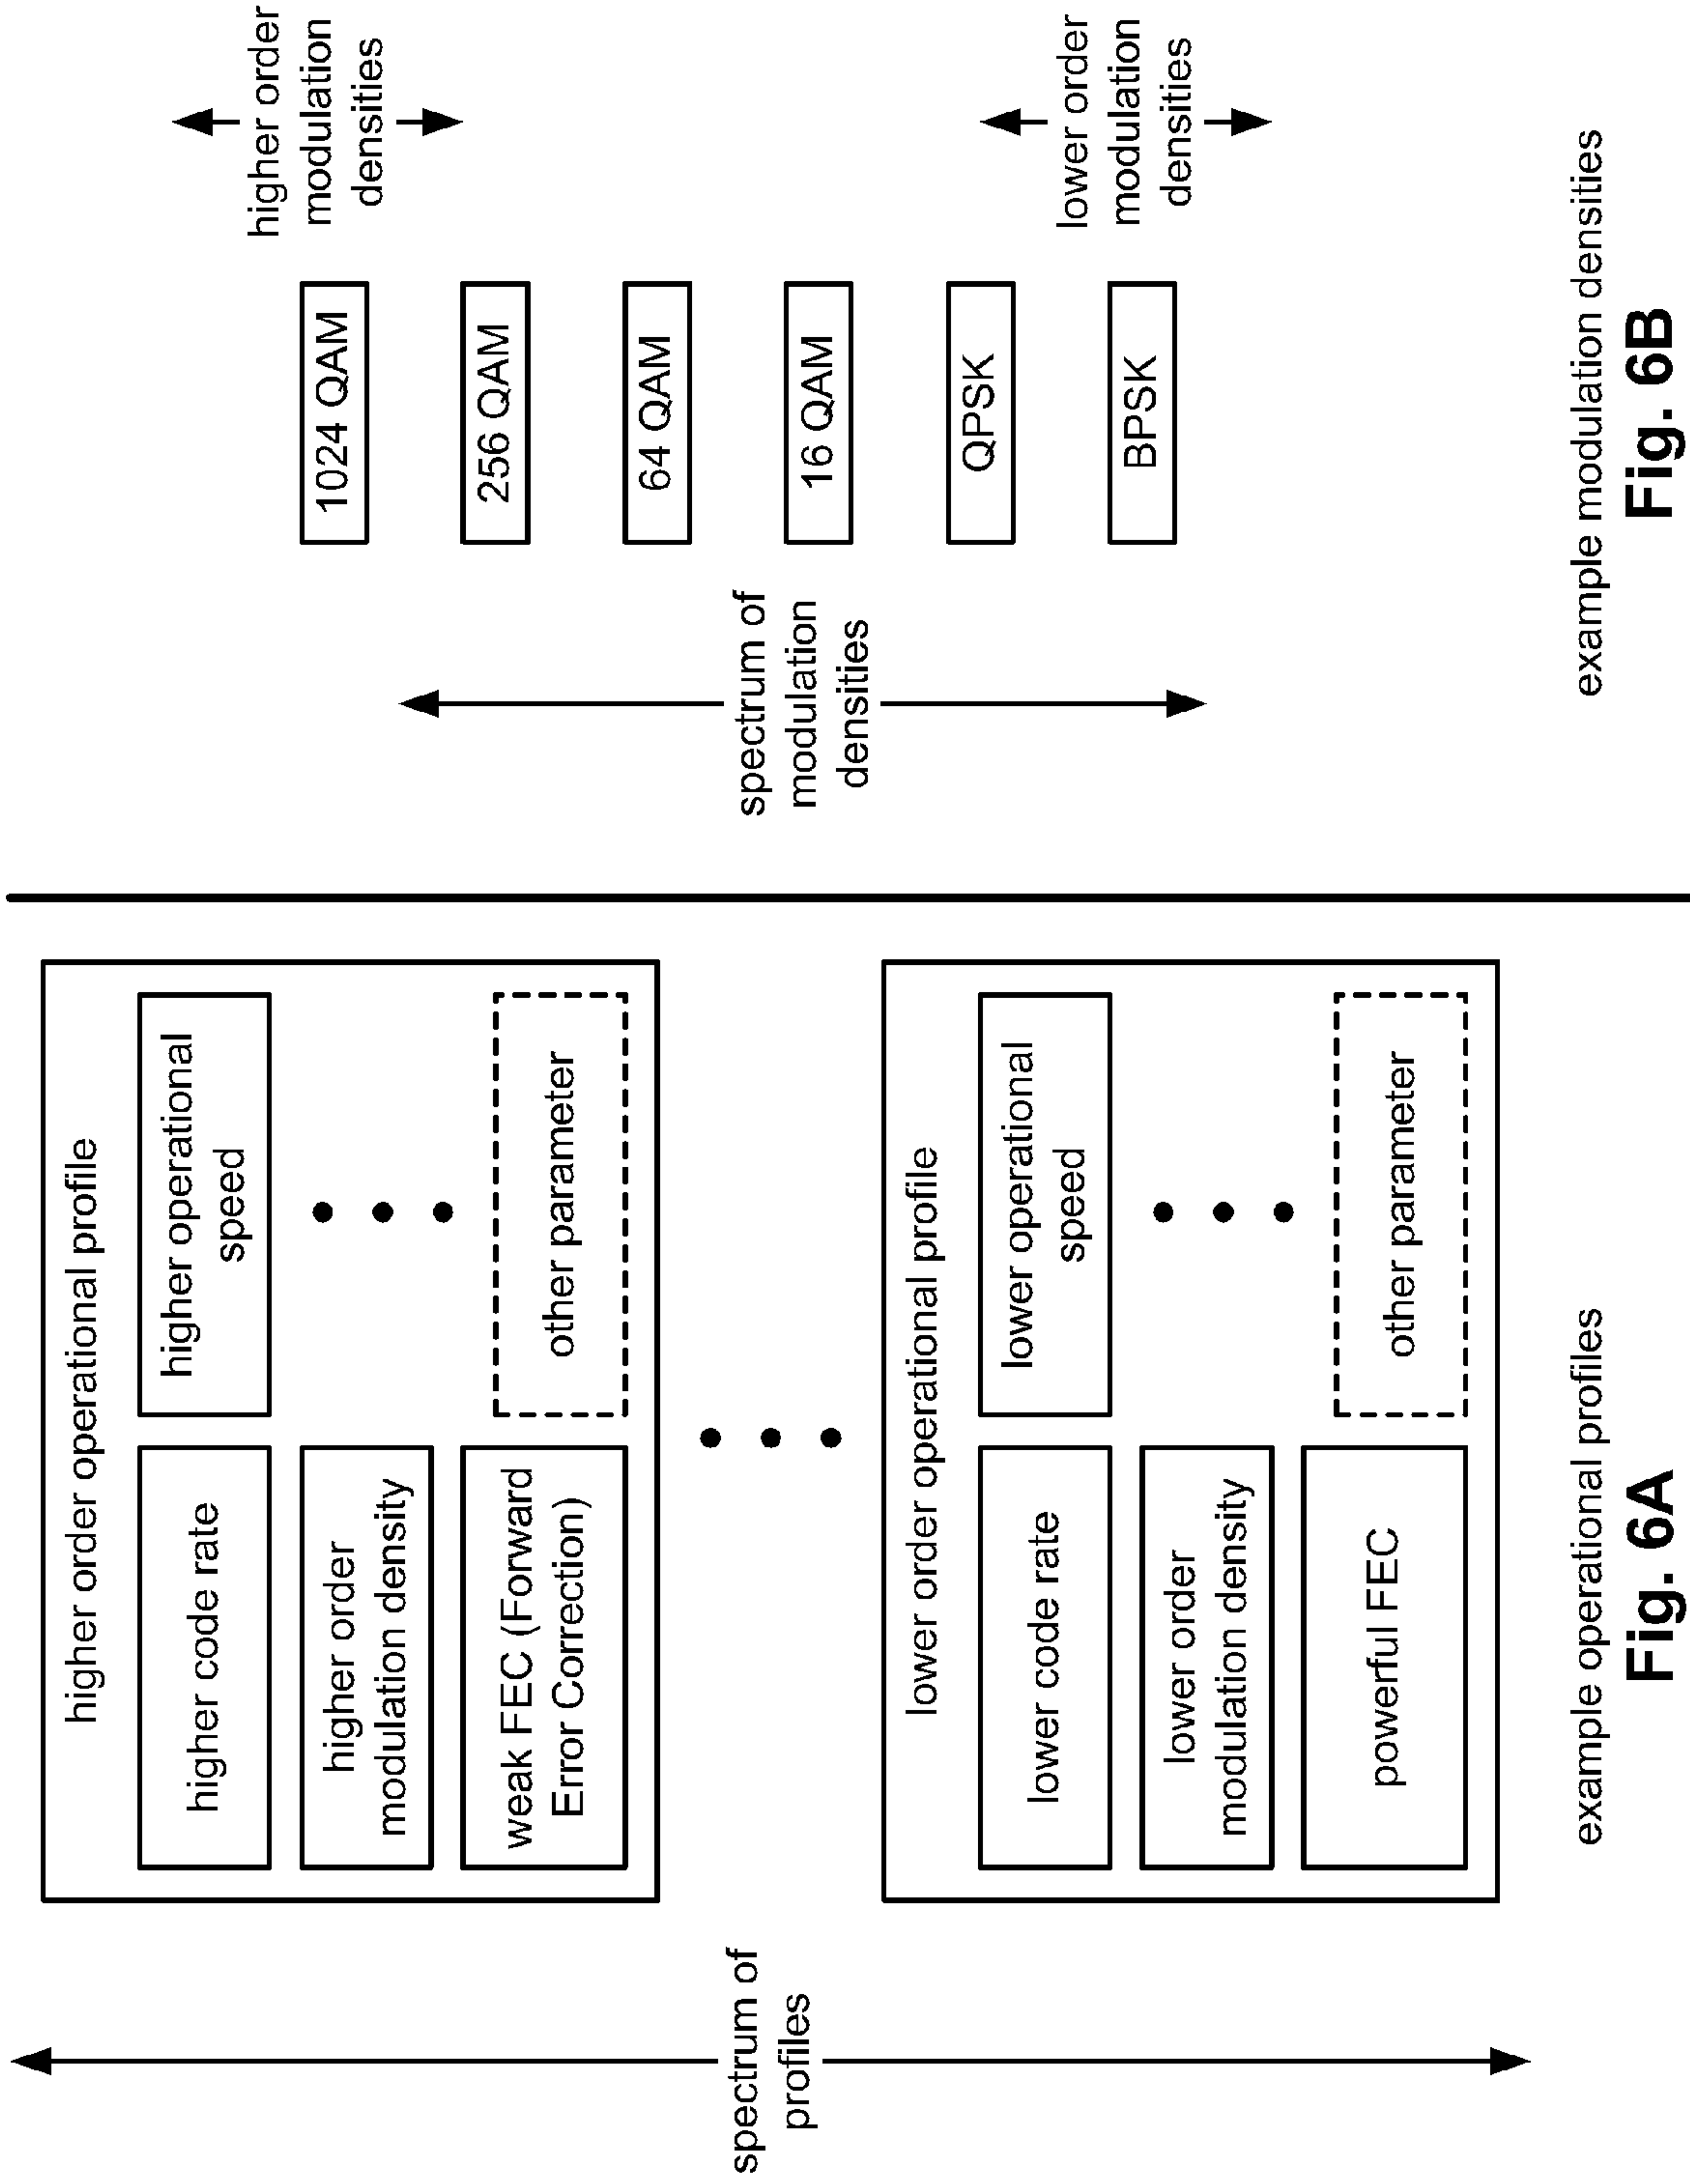 spectrum of
profiles
higher order operational profile
higher code rate
higher operational
speed
higher order
modulation density
weak FEC (Forward
Error Correction)
other parameter
lower order operational profile
lower code rate
lower operational
speed
lower order
modulation density
powerful FEC
other parameter
example operational profiles
Fig. 6A
spectrum of
modulation
densities
1024 QAM
256 QAM
64 QAM
16 QAM
QPSK
BPSK
higher order
modulation
densities
lower order
modulation
densities
example modulation densities
Fig. 6B